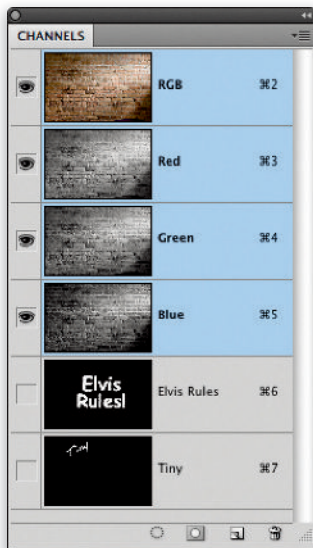 CHANNELS
RGB ⌘2
Red ⌘3
Green ⌘4
Blue ⌘5
Elvis
Rules!
Elvis Rules ⌘6
Tiny ⌘7